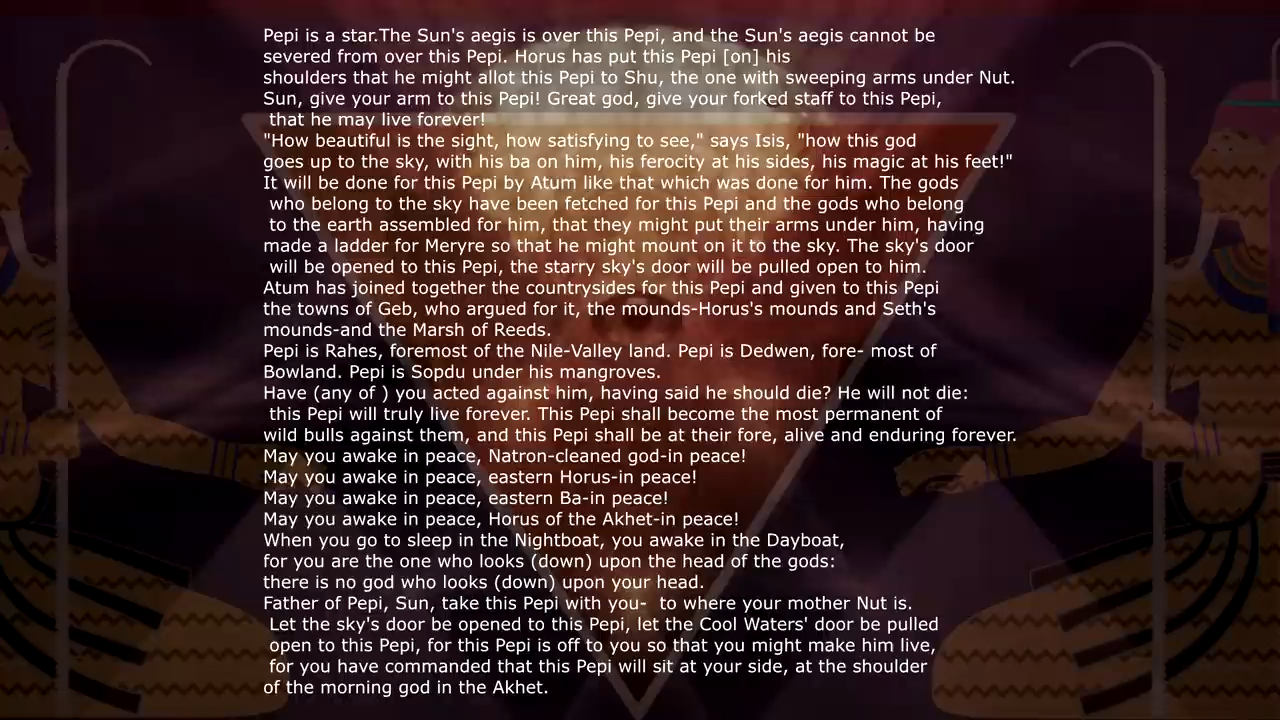 Pepi is a star.The Sun's aegis is over this Pepi, and the Sun's aegis cannot be
severed from over this Pepi. Horus has put this Pepi [on] his
shoulders that he might allot this Pepi to Shu, the one with sweeping arms under Nut.
Sun, give your arm to this Pepi! Great god, give your forked staff to this Pepi,
that he may live forever!
"How beautiful is the sight, how satisfying to see," says Isis, "how this god
goes up to the sky, with his ba on him, his ferocity at his sides, his magic at his feet!"
It will be done for this Pepi by Atum like that which was done for him. The gods
who belong to the sky have been fetched for this Pepi and the gods who belong
to the earth assembled for him, that they might put their arms under him, having
made a ladder for Meryre so that he might mount on it to the sky. The sky's door
will be opened to this Pepi, the starry sky's door will be pulled open to him.
Atum has joined together the countrysides for this Pepi and given to this Pepi
the towns of Geb, who argued for it, the mounds-Horus's mounds and Seth's
mounds-and the Marsh of Reeds.
Pepi is Rahes, foremost of the Nile-Valley land. Pepi is Dedwen, fore- most of
Bowland. Pepi is Sopdu under his mangroves.
Have (any of ) you acted against him, having said he should die? He will not die:
this Pepi will truly live forever. This Pepi shall become the most permanent of
wild bulls against them, and this Pepi shall be at their fore, alive and enduring forever.
May you awake in peace, Natron-cleaned god-in peace!
May you awake in peace, eastern Horus-in peace!
May you awake in peace, eastern Ba-in peace!
May you awake in peace, Horus of the Akhet-in peace!
When you go to sleep in the Nightboat, you awake in the Dayboat,
for you are the one who looks (down) upon the head of the gods:
there is no god who looks (down) upon your head.
Father of Pepi, Sun, take this Pepi with you-  to where your mother Nut is.
Let the sky's door be opened to this Pepi, let the Cool Waters' door be pulled
open to this Pepi, for this Pepi is off to you so that you might make him live,
for you have commanded that this Pepi will sit at your side, at the shoulder
of the morning god in the Akhet.